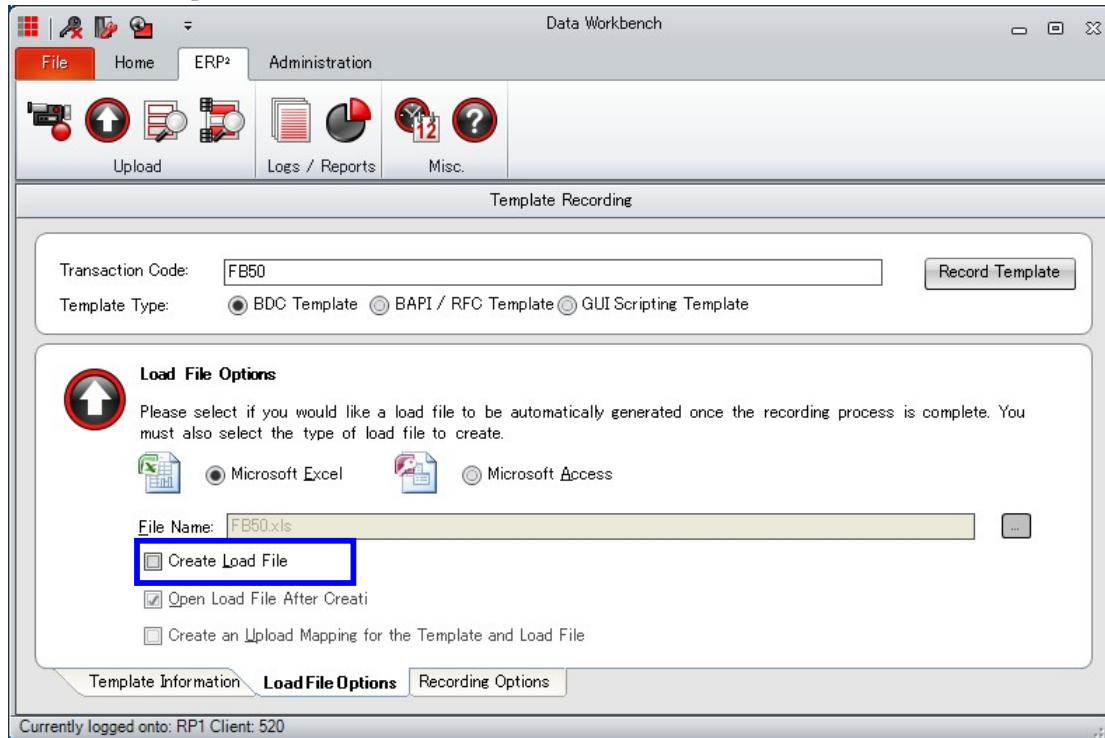 Data Workbench
File Home ERP² Administration
12
Upload Logs / Reports Misc.
Template Recording
Transaction Code: FB50 Record Template
Template Type: BDC Template BAPI / RFC Template GUI Scripting Template
Load File Options
Please select if you would like a load file to be automatically generated once the recording process is complete. You
must also select the type of load file to create.
Microsoft Excel Microsoft Access
File Name: FB50.xls ...
Create Load File
Open Load File After Creati
Create an Upload Mapping for the Template and Load File
Template Information Load File Options Recording Options
Currently logged onto: RP1 Client: 520